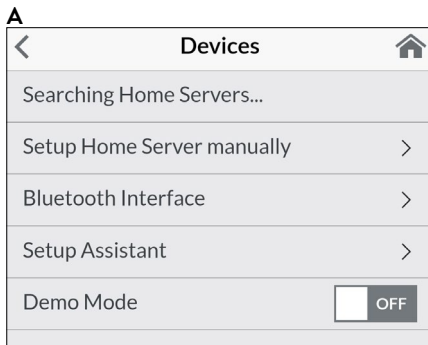 A
Devices
Searching Home Servers...
Setup Home Server manually
Bluetooth Interface
Setup Assistant
Demo Mode
OFF